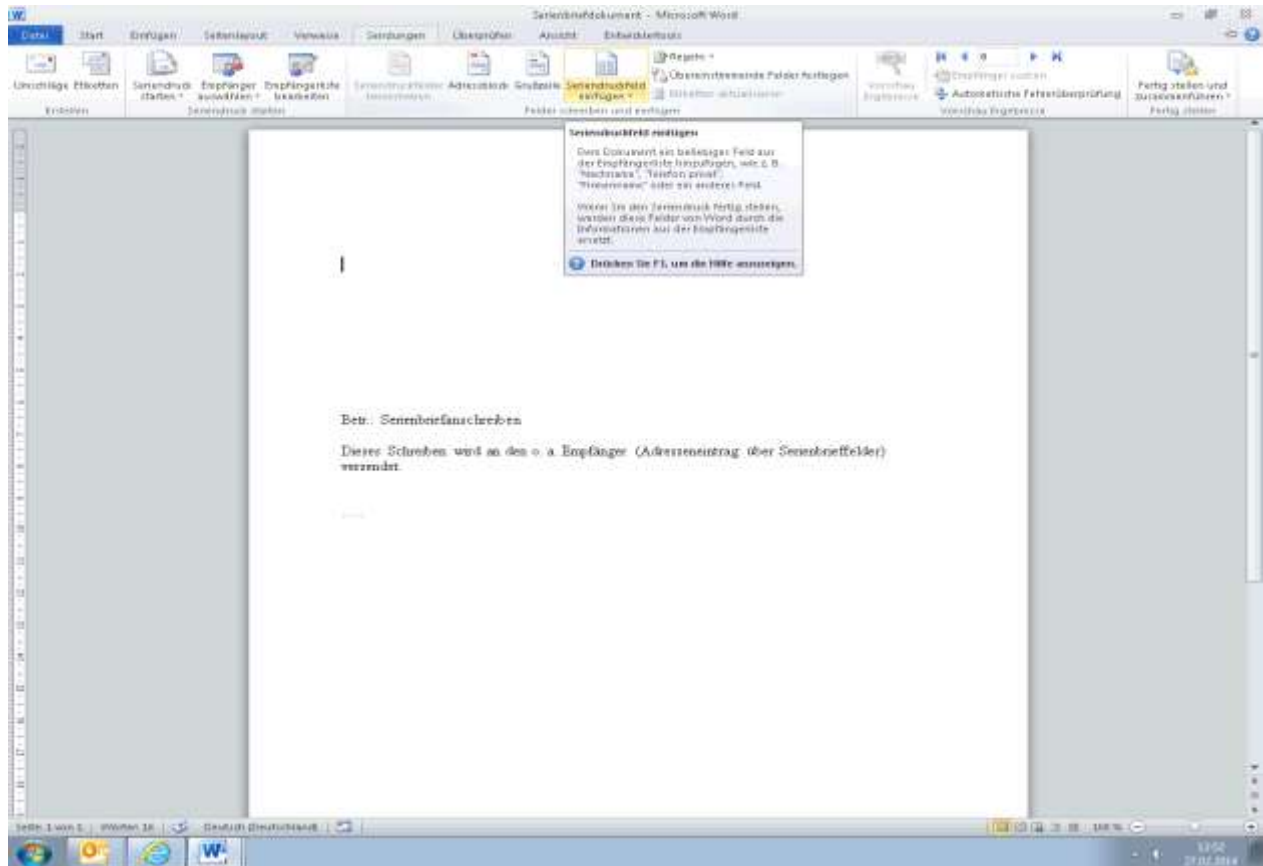 Serienbriefdokument - Microsoft Word
Datei Start Einfügen Seitenlayout Verweise Sendungen Überprüfen Ansicht Entwicklertools
Umschläge Etiketten
Seriendruck starten
Empfänger auswählen
Empfängerliste bearbeiten
Adressblock Grußzeile
Seriendruckfeld einfügen
Regeln
Übereinstimmende Felder festlegen
Etiketten aktualisieren
Vorschau Ergebnisse
Empfänger suchen
Automatische Fehlerüberprüfung
Fertig stellen und zusammenführen
Erstellen
Seriendruck starten
Felder schreiben und einfügen
Vorschau Ergebnisse
Fertig stellen
Seriendruckfeld einfügen
Dem Dokument ein beliebiges Feld aus
der Empfängerliste hinzufügen, wie z. B.
"Nachname", "Telefon privat",
"Firmenname" oder ein anderes Feld.
Wenn Sie den Seriendruck fertig stellen,
werden diese Felder von Word durch die
Informationen aus der Empfängerliste
ersetzt.
Drücken Sie F1, um die Hilfe anzuzeigen.
Betr.: Serienbriefanschreiben
Dieses Schreiben wird an den o. a. Empfänger (Adresseneintrag über Serienbrieffelder)
versendet.
.....
Seite: 1 von 1 Wörter: 16 Deutsch (Deutschland)